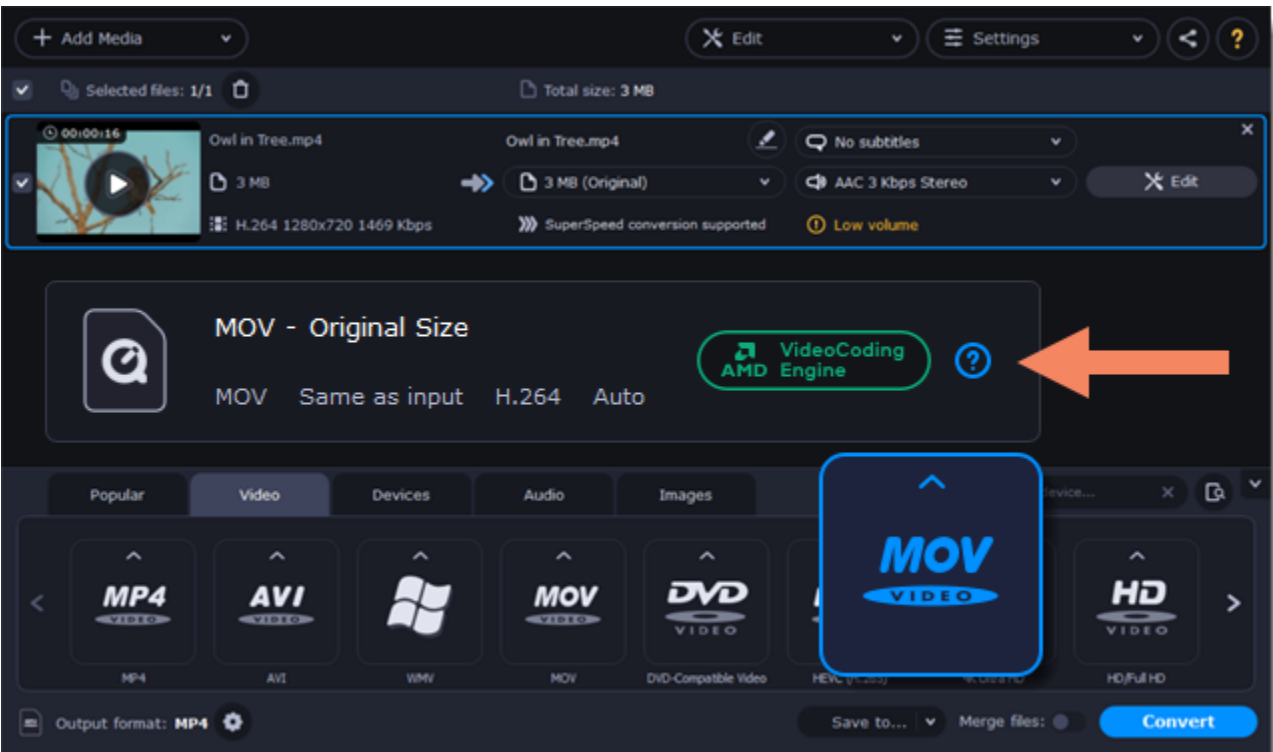 Add Media
Edit
Settings
?
Selected files: 1/1
Total size: 3 MB
00:00:16
Owl in Tree.mp4
Owl in Tree.mp4
No subtitles
3 MB
3 MB (Original)
AAC 3 Kbps Stereo
Edit
H.264 1280x720 1469 Kbps
SuperSpeed conversion supported
Low volume
MOV - Original Size
AMD VideoCoding
Engine
?
MOV Same as input H.264 Auto
Popular
Video
Devices
Audio
Images
device...
MP4
VIDEO
AVI
VIDEO
MOV
VIDEO
DVD
VIDEO
MOV
VIDEO
HD
VIDEO
MP4
AVI
WMV
MOV
DVD-Compatible Video
HEVC
HD/Full HD
Output format: MP4
Save to...
Merge files:
Convert